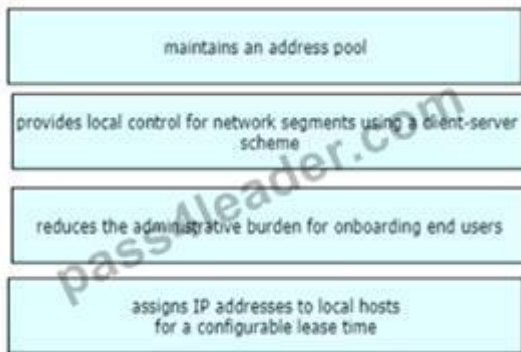 maintains an address pool
provides local control for network segments using a client-server
scheme
reduces the administrative burden for onboarding end users
assigns IP addresses to local hosts
for a configurable lease time
pass4leader.com